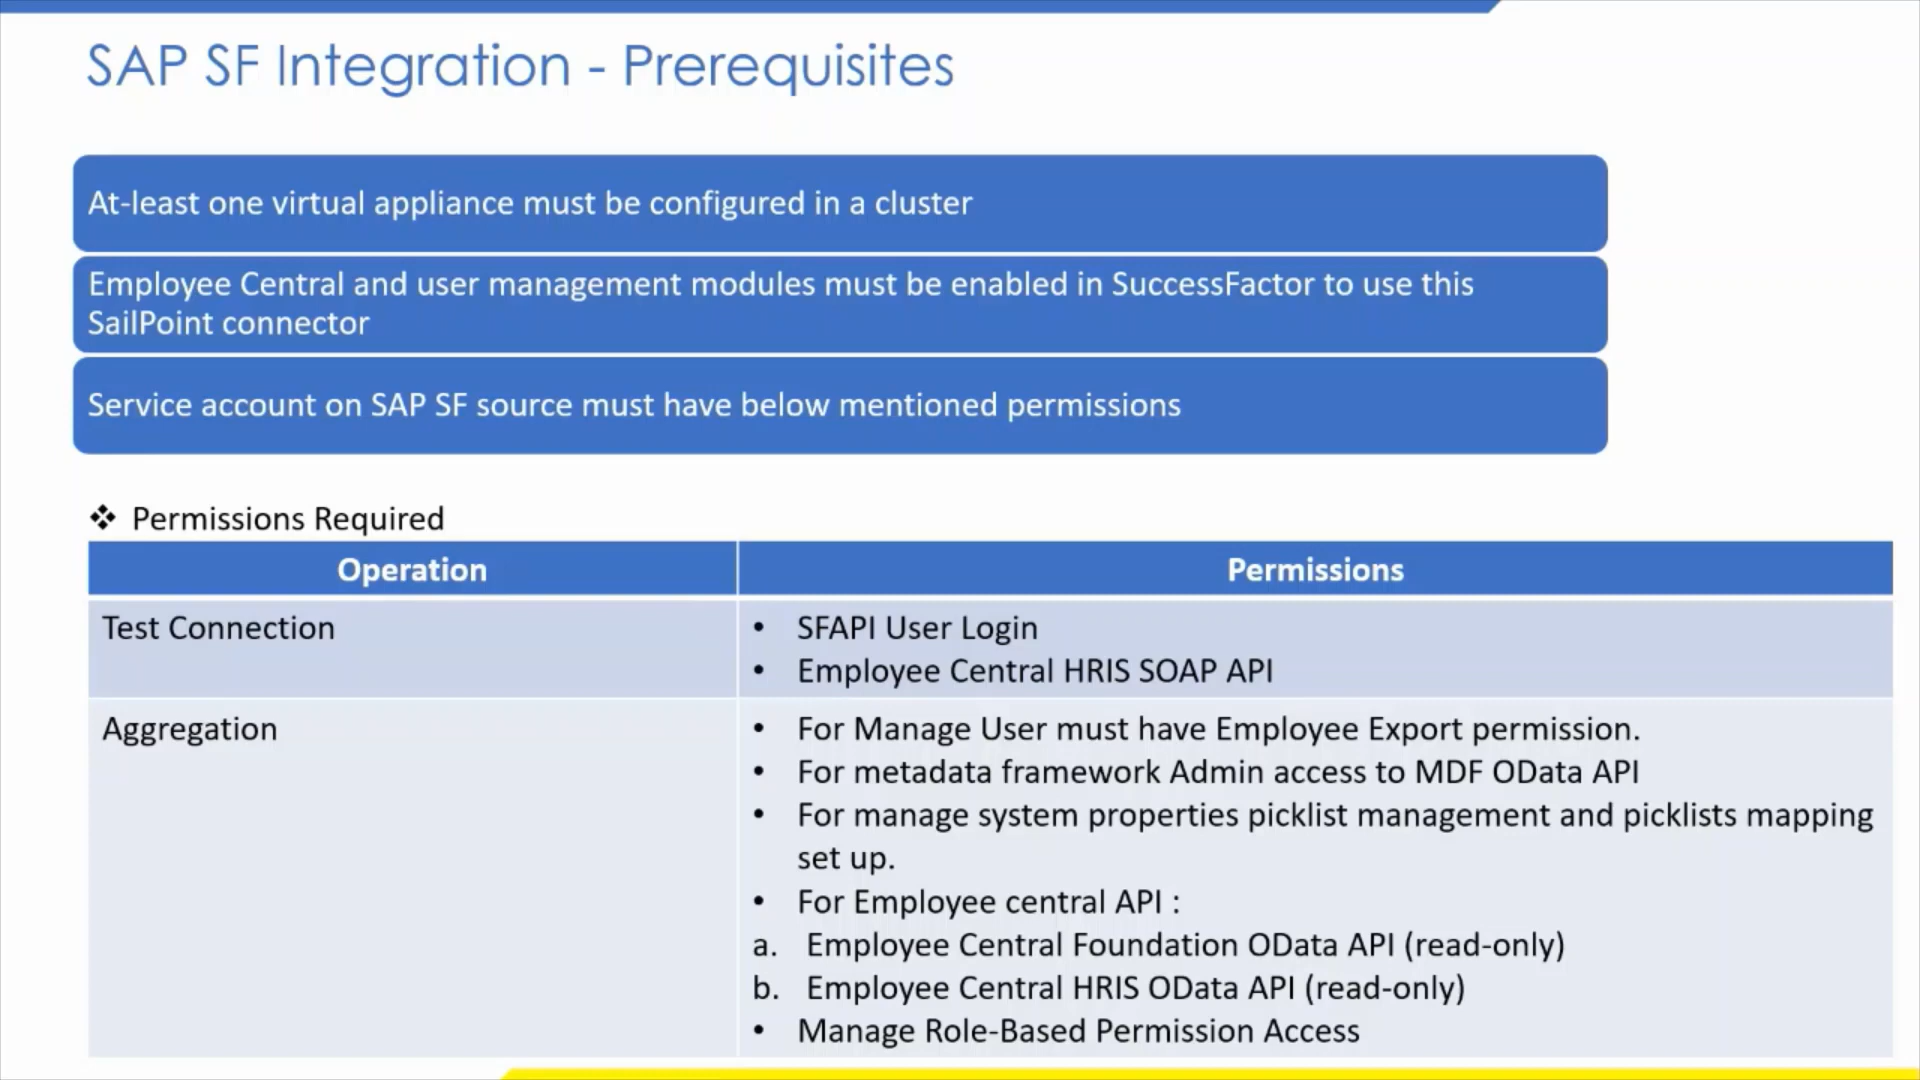 SAP SF Integration - Prerequisites
At-least one virtual appliance must be configured in a cluster
Employee Central and user management modules must be enabled in SuccessFactor to use this
SailPoint connector
Service account on SAP SF source must have below mentioned permissions
❖ Permissions Required
Operation
Permissions
Test Connection
• SFAPI User Login
• Employee Central HRIS SOAP API
Aggregation
• For Manage User must have Employee Export permission.
• For metadata framework Admin access to MDF OData API
• For manage system properties picklist management and picklists mapping
set up.
• For Employee central API :
a. Employee Central Foundation OData API (read-only)
b. Employee Central HRIS OData API (read-only)
• Manage Role-Based Permission Access